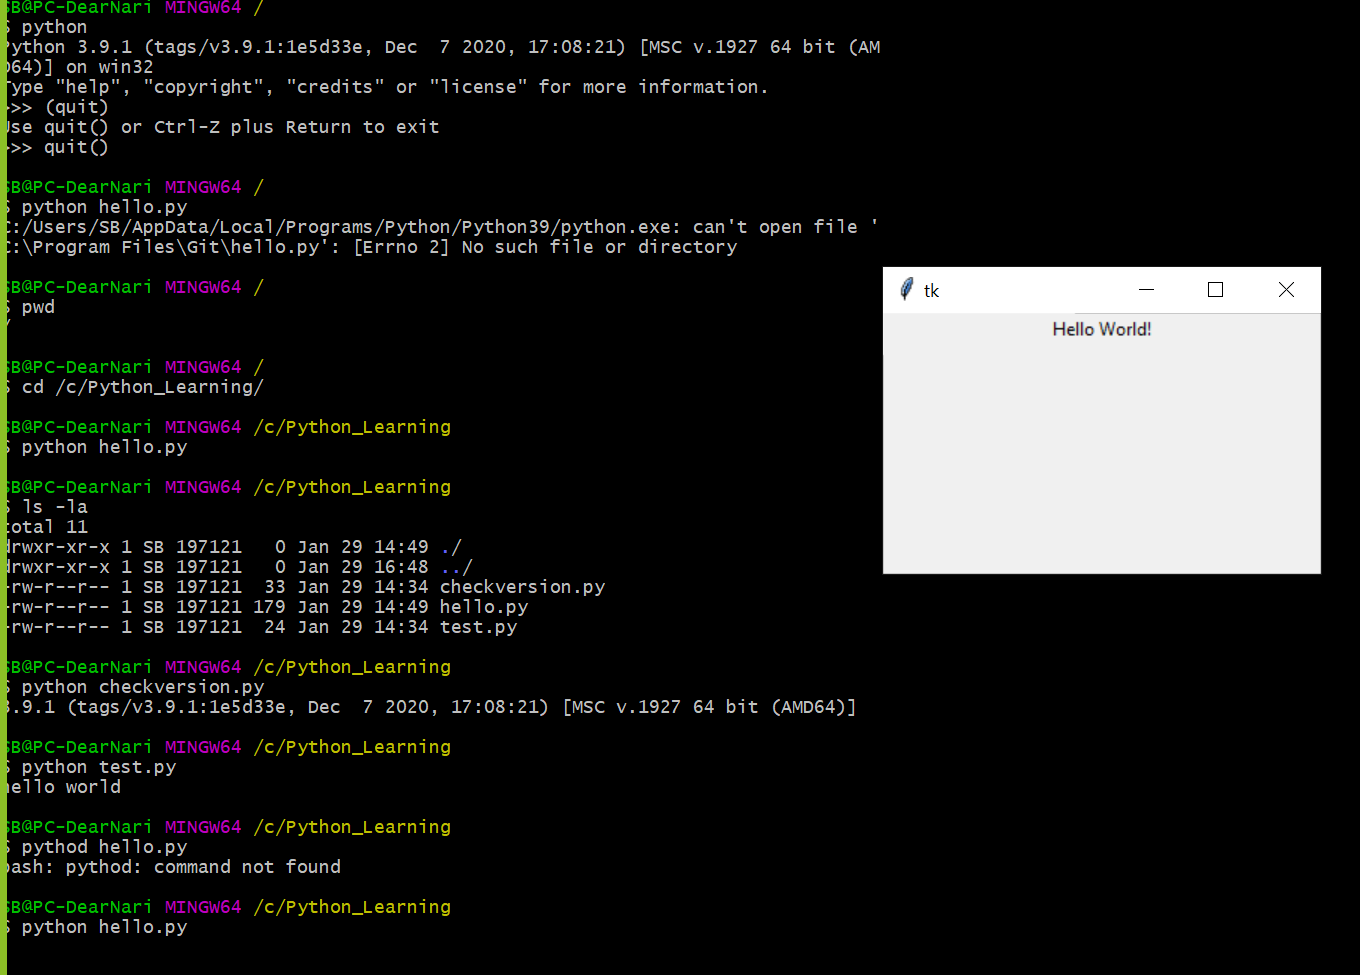 SB@PC-DearNari MINGW64 /
$ python
Python 3.9.1 (tags/v3.9.1:1e5d33e, Dec  7 2020, 17:08:21) [MSC v.1927 64 bit (AM
D64)] on win32
Type "help", "copyright", "credits" or "license" for more information.
>>> (quit)
Use quit() or Ctrl-Z plus Return to exit
>>> quit()
SB@PC-DearNari MINGW64 /
$ python hello.py
C:/Users/SB/AppData/Local/Programs/Python/Python39/python.exe: can't open file '
C:\Program Files\Git\hello.py': [Errno 2] No such file or directory
SB@PC-DearNari MINGW64 /
$ pwd
/
SB@PC-DearNari MINGW64 /
$ cd /c/Python_Learning/
SB@PC-DearNari MINGW64 /c/Python_Learning
$ python hello.py
SB@PC-DearNari MINGW64 /c/Python_Learning
$ ls -la
total 11
drwxr-xr-x 1 SB 197121   0 Jan 29 14:49 ./
drwxr-xr-x 1 SB 197121   0 Jan 29 16:48 ../
-rw-r--r-- 1 SB 197121  33 Jan 29 14:34 checkversion.py
-rw-r--r-- 1 SB 197121 179 Jan 29 14:49 hello.py
-rw-r--r-- 1 SB 197121  24 Jan 29 14:34 test.py
SB@PC-DearNari MINGW64 /c/Python_Learning
$ python checkversion.py
3.9.1 (tags/v3.9.1:1e5d33e, Dec  7 2020, 17:08:21) [MSC v.1927 64 bit (AMD64)]
SB@PC-DearNari MINGW64 /c/Python_Learning
$ python test.py
hello world
SB@PC-DearNari MINGW64 /c/Python_Learning
$ pythod hello.py
bash: pythod: command not found
SB@PC-DearNari MINGW64 /c/Python_Learning
$ python hello.py
tk
Hello World!